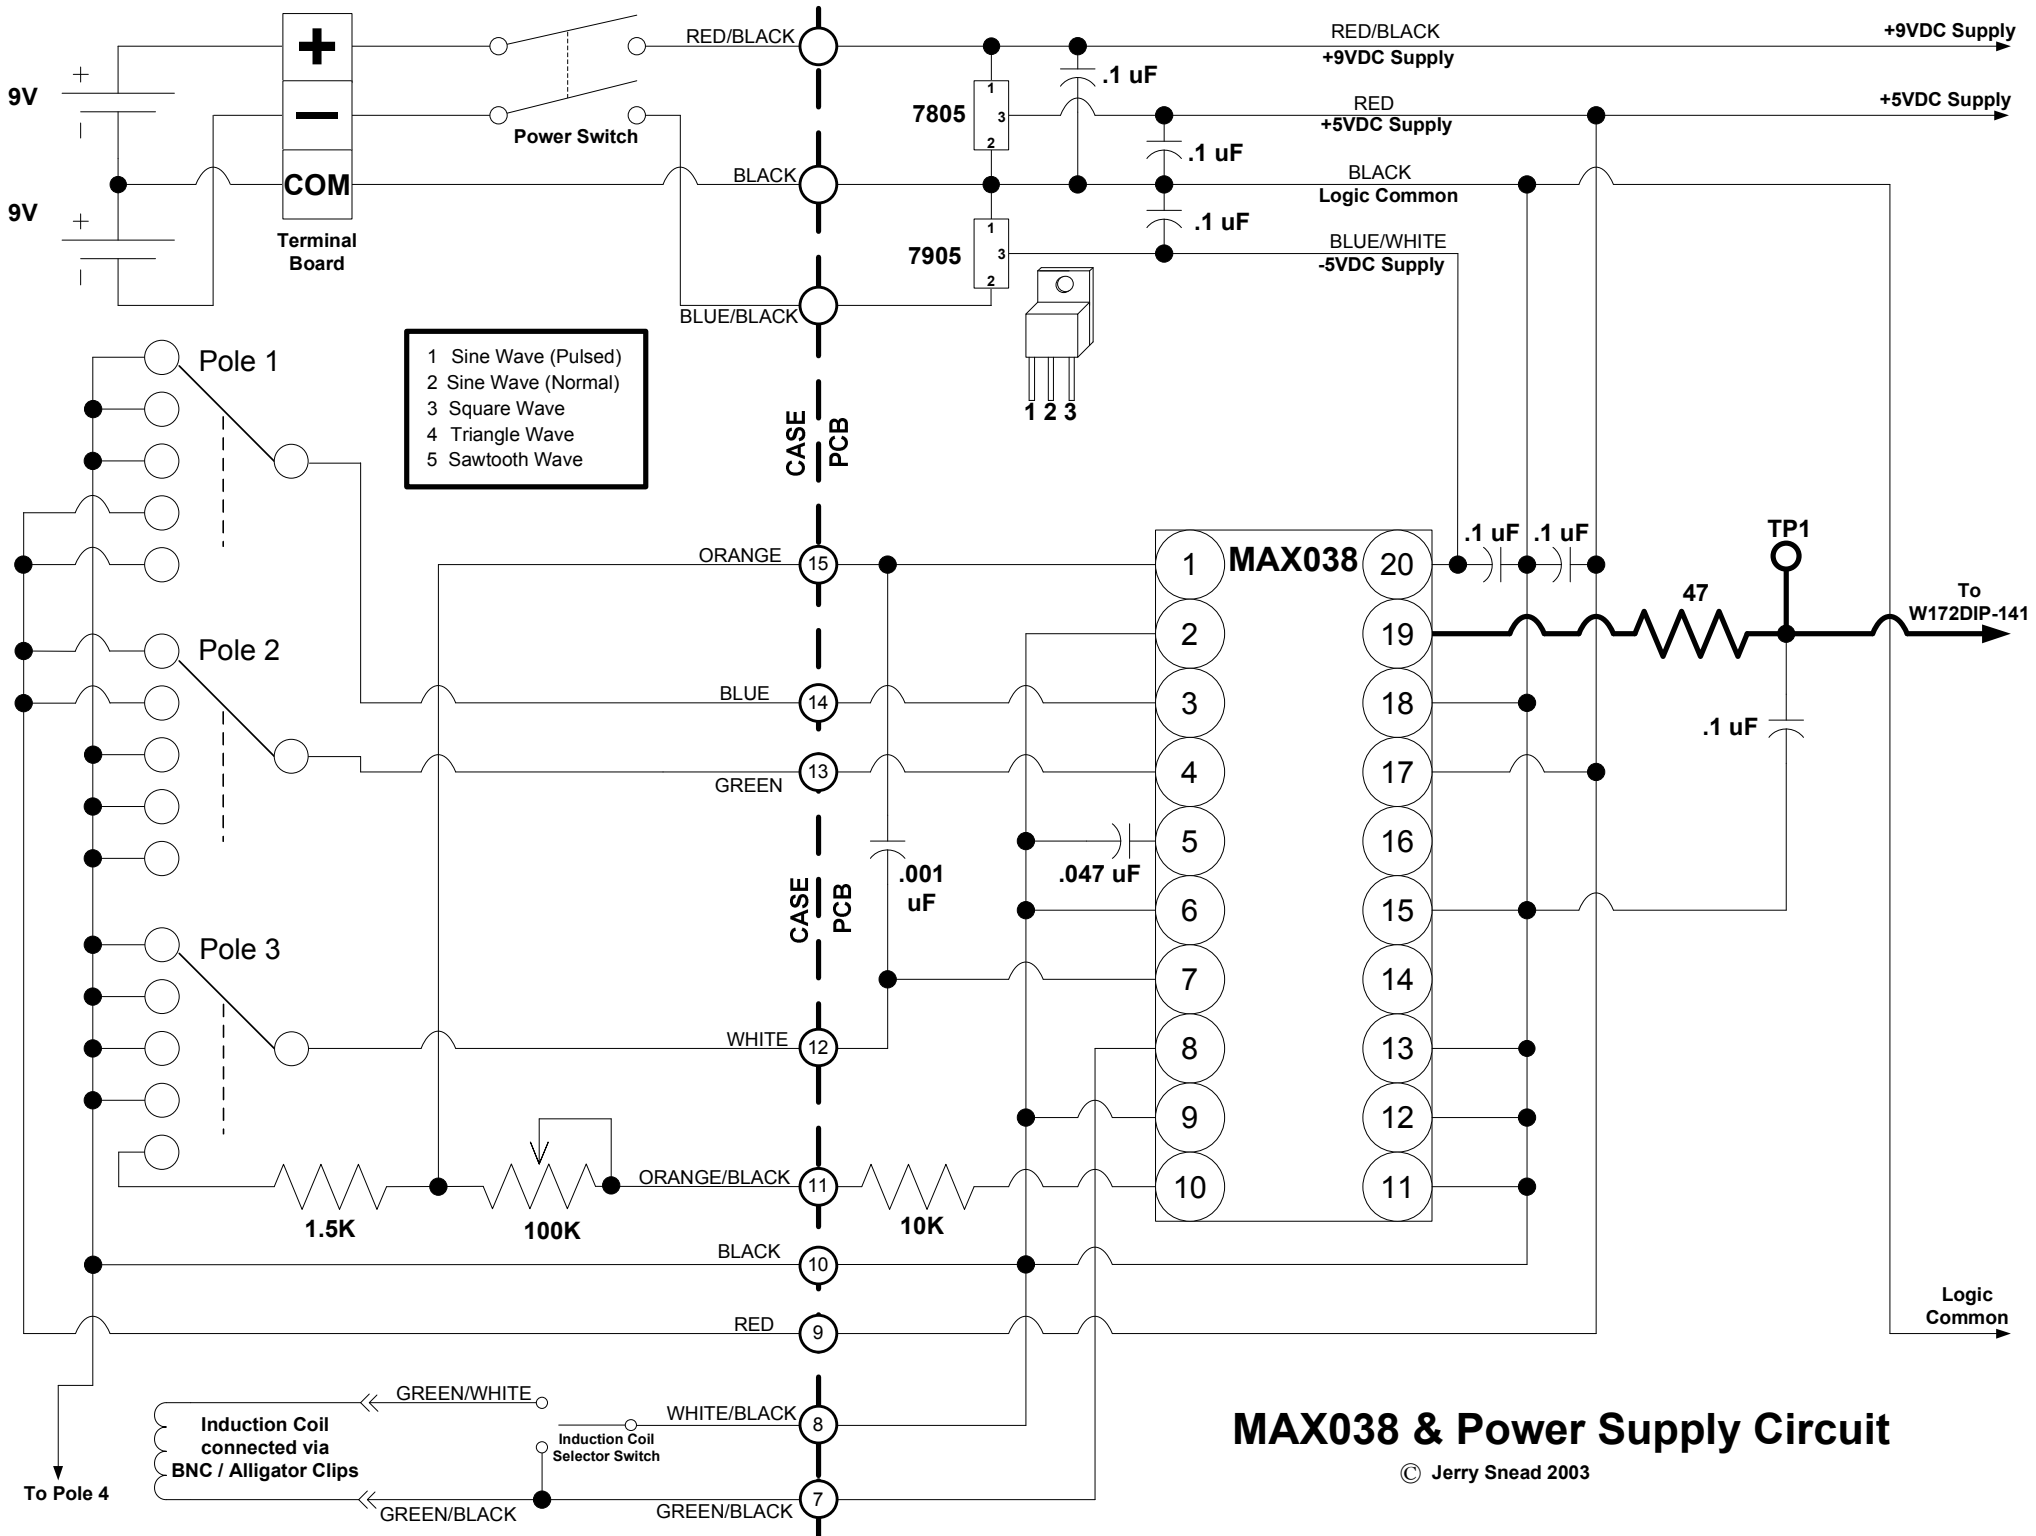 RED/BLACK
RED/BLACK
+9VDC Supply
+9VDC Supply
+
9V
+
–
–
Power Switch
.1 uF
7805
1
3
2
RED
+5VDC Supply
+5VDC Supply
.1 uF
COM
BLACK
BLACK
Logic Common
9V
+
–
Terminal
Board
.1 uF
7905
1
3
2
BLUE/WHITE
-5VDC Supply
BLUE/BLACK
1 2 3
1 Sine Wave (Pulsed)
2 Sine Wave (Normal)
3 Square Wave
4 Triangle Wave
5 Sawtooth Wave
Pole 1
CASE
PCB
ORANGE
15
BLUE
14
GREEN
13
Pole 2
CASE
PCB
.001
uF
.047 uF
Pole 3
WHITE
12
MAX038
1
2
3
4
5
6
7
8
9
10
20
19
18
17
16
15
14
13
12
11
.1 uF
.1 uF
TP1
47
To
W172DIP-141
.1 uF
1.5K
100K
ORANGE/BLACK
11
10K
BLACK
10
RED
9
Logic
Common
GREEN/WHITE
WHITE/BLACK
8
Induction Coil
connected via
BNC / Alligator Clips
Induction Coil
Selector Switch
To Pole 4
GREEN/BLACK
GREEN/BLACK
7
MAX038 & Power Supply Circuit
© Jerry Snead 2003